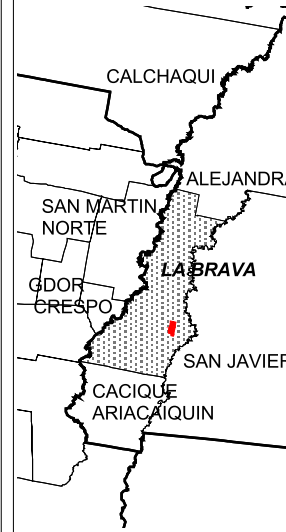 CALCHAQUI
ALEJANDRA
SAN MARTIN
NORTE
LA BRAVA
GDOR
CRESPO
SAN JAVIER
CACIQUE
ARIACAIQUIN